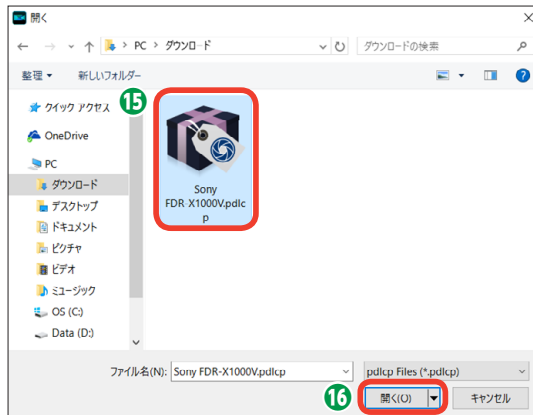 開く
PC > ダウンロード
ダウンロードの検索
整理 新しいフォルダー
⑮
クイック アクセス
OneDrive
PC
ダウンロード
デスクトップ
ドキュメント
ピクチャ
ビデオ
ミュージック
OS (C:)
Data (D:)
Sony
FDR-X1000V.pdlc
p
ファイル名(N): Sony FDR-X1000V.pdlcp
pdlcp Files (*.pdlcp)
⑯
開く(O)
キャンセル